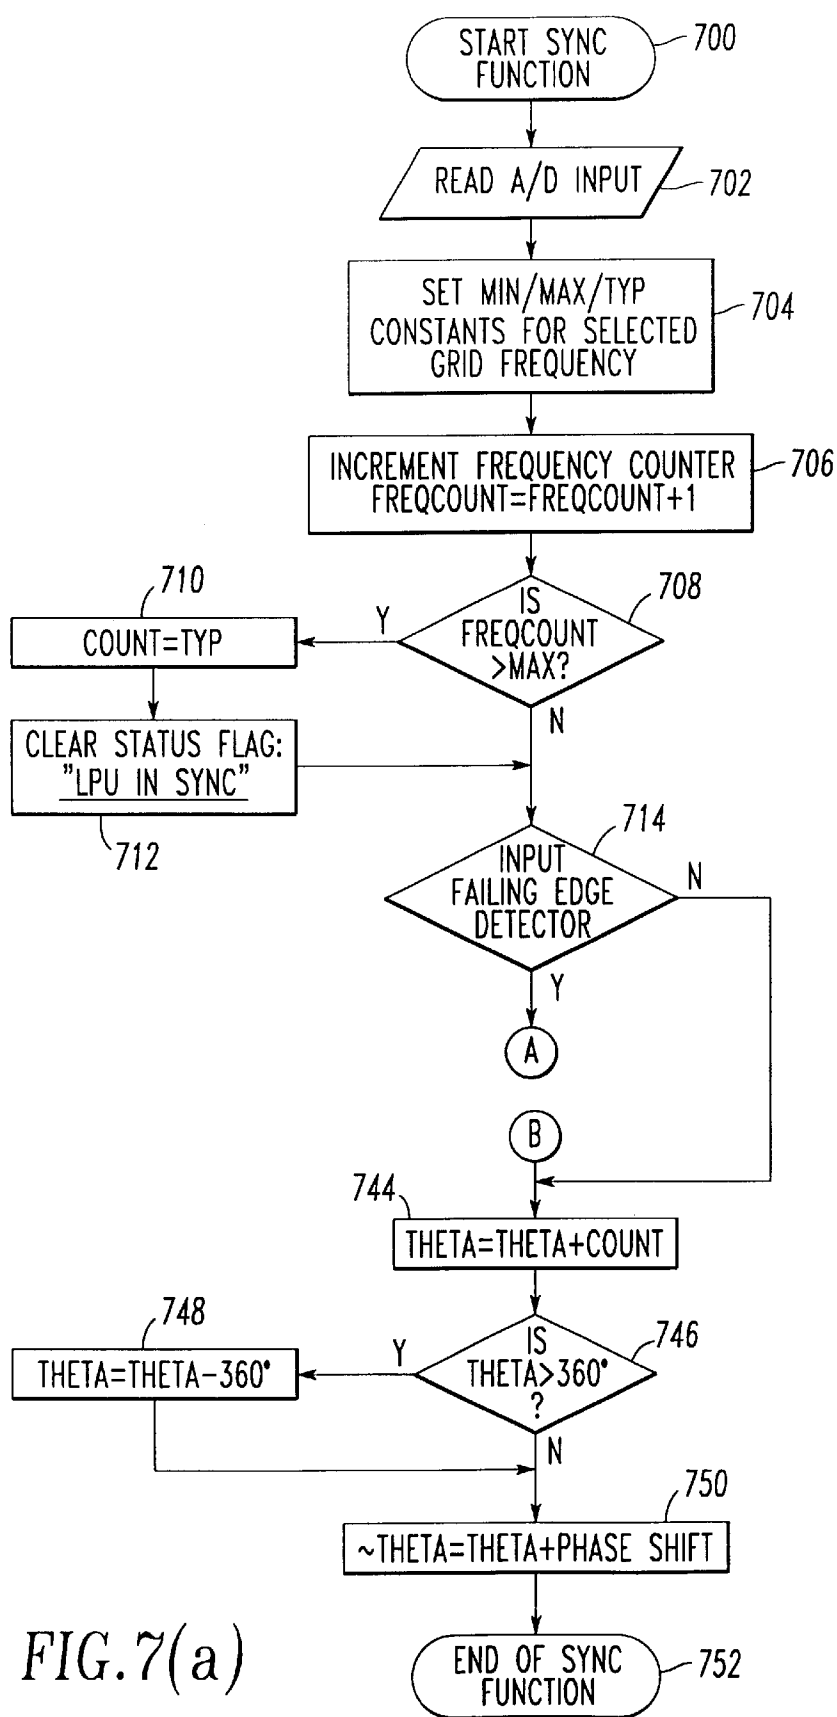 START SYNC
FUNCTION
700
READ A/D INPUT
702
SET MIN/MAX/TYP
CONSTANTS FOR SELECTED
GRID FREQUENCY
704
INCREMENT FREQUENCY COUNTER
FREQCOUNT=FREQCOUNT+1
706
IS
FREQCOUNT
>MAX?
708
Y
N
710
COUNT=TYP
CLEAR STATUS FLAG:
"LPU IN SYNC"
712
INPUT
FAILING EDGE
DETECTOR
714
N
Y
A
B
744
THETA=THETA+COUNT
IS
THETA>360°
?
746
Y
N
748
THETA=THETA-360°
750
~THETA=THETA+PHASE SHIFT
END OF SYNC
FUNCTION
752
FIG.7(a)